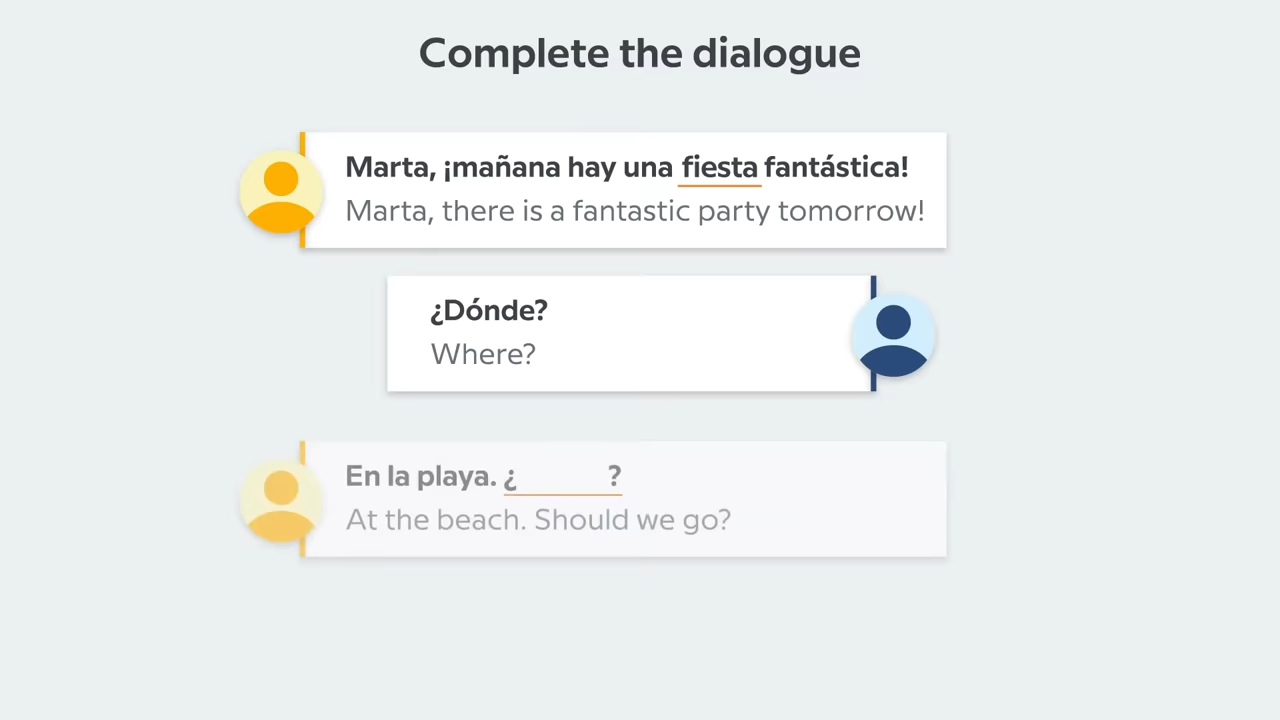 Complete the dialogue
Marta, ¡mañana hay una fiesta fantástica!
Marta, there is a fantastic party tomorrow!
¿Dónde?
Where?
En la playa. ¿ ?
At the beach. Should we go?